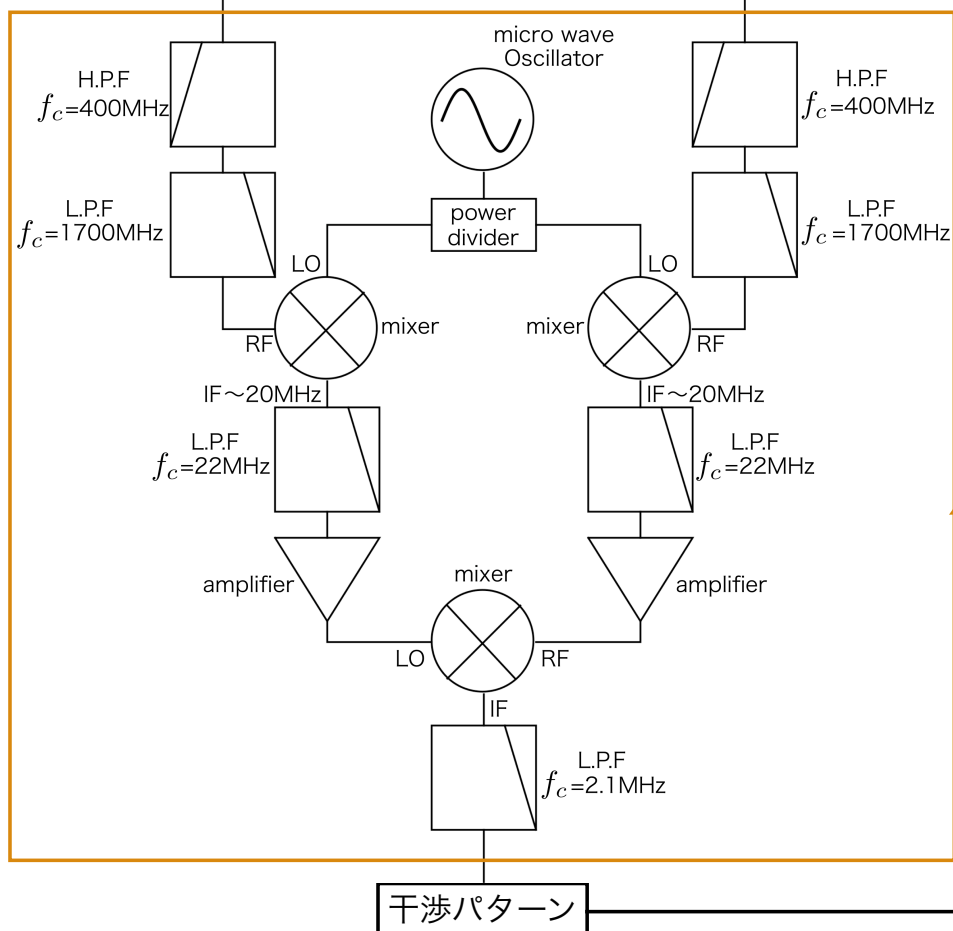 micro wave
Oscillator
H.P.F
f_c=400MHz
H.P.F
f_c=400MHz
L.P.F
f_c=1700MHz
power
divider
L.P.F
f_c=1700MHz
LO
LO
mixer
mixer
RF
RF
IF～20MHz
IF～20MHz
L.P.F
f_c=22MHz
L.P.F
f_c=22MHz
amplifier
mixer
amplifier
LO
RF
IF
L.P.F
f_c=2.1MHz
干渉パターン